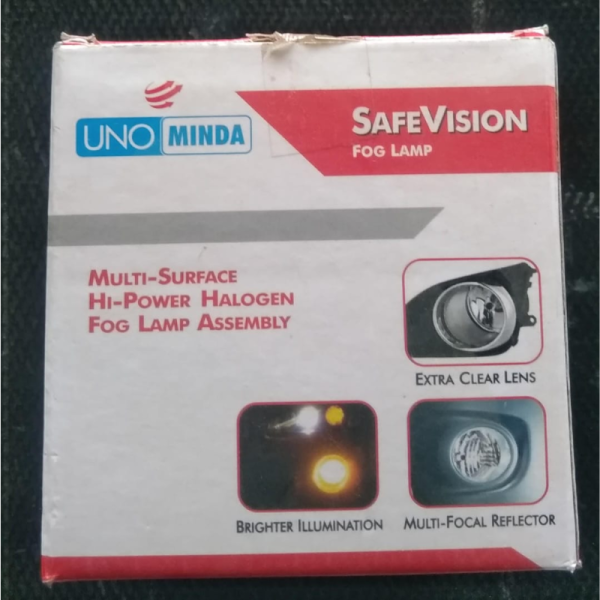 UNO MINDA
SAFEVISION
FOG LAMP
MULTI-SURFACE
HI-POWER HALOGEN
FOG LAMP ASSEMBLY
EXTRA CLEAR LENS
BRIGHTER ILLUMINATION
MULTI-FOCAL REFLECTOR